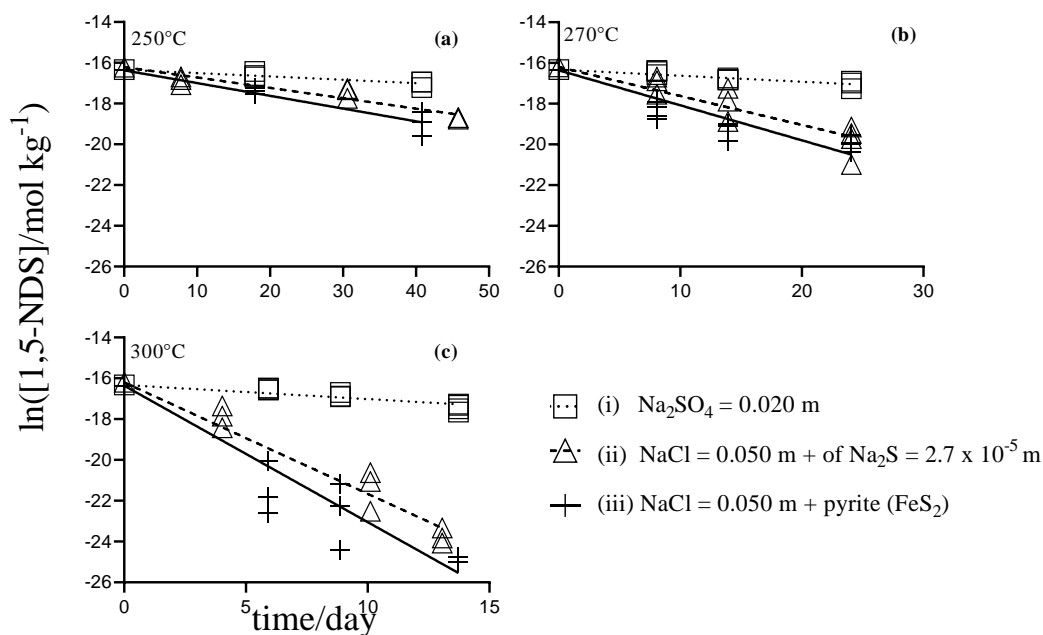 ln([1,5-NDS]/mol kg⁻¹)
250°C
(a)
-14
-16
-18
-20
-22
-24
-26
0 10 20 30 40 50
270°C
(b)
-14
-16
-18
-20
-22
-24
-26
0 10 20 30
300°C
(c)
-14
-16
-18
-20
-22
-24
-26
0 5 10 15
time/day
(i) Na₂SO₄ = 0.020 m
(ii) NaCl = 0.050 m + of Na₂S = 2.7 x 10⁻⁵ m
(iii) NaCl = 0.050 m + pyrite (FeS₂)